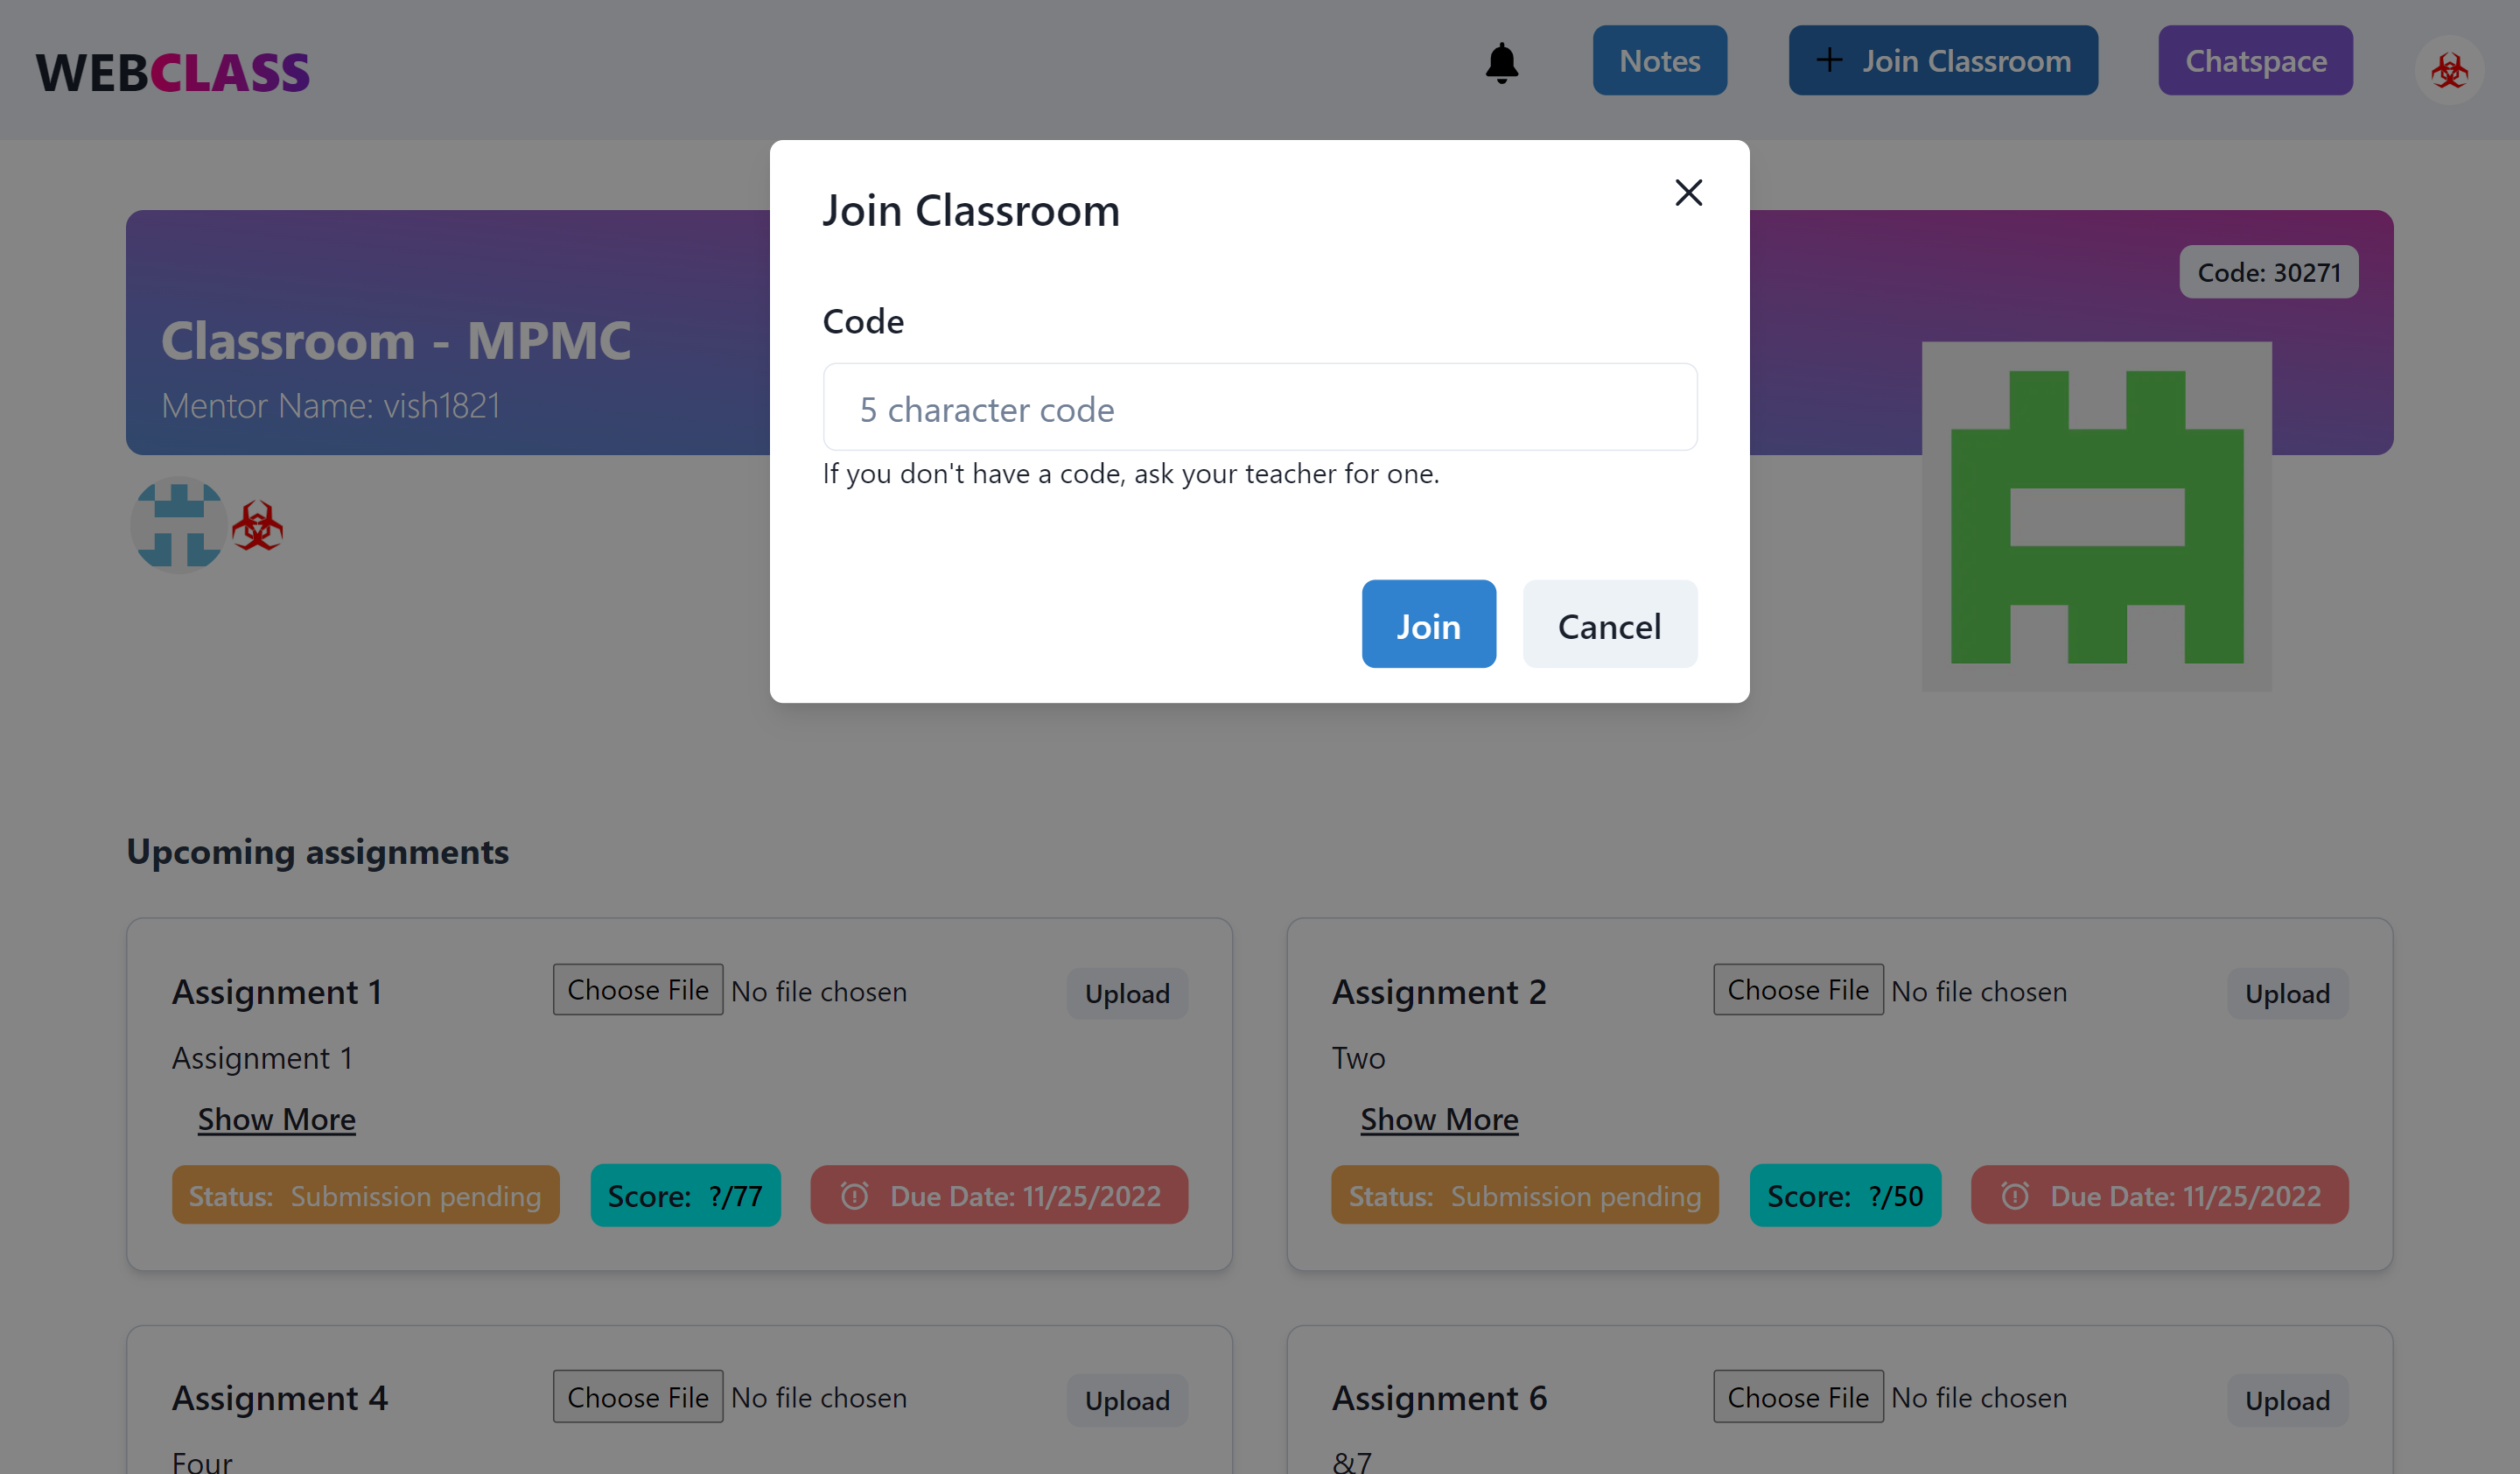 WEBCLASS
Notes
Join Classroom
Chatspace
Join Classroom
Code
5 character code
If you don't have a code, ask your teacher for one.
Join
Cancel
Code: 30271
Classroom - MPMC
Mentor Name: vish1821
Upcoming assignments
Assignment 1 Choose File No file chosen Upload
Assignment 1
Show More
Status: Submission pending Score: ?/77 Due Date: 11/25/2022
Assignment 2 Choose File No file chosen Upload
Two
Show More
Status: Submission pending Score: ?/50 Due Date: 11/25/2022
Assignment 4 Choose File No file chosen Upload
Four
Assignment 6 Choose File No file chosen Upload
&7